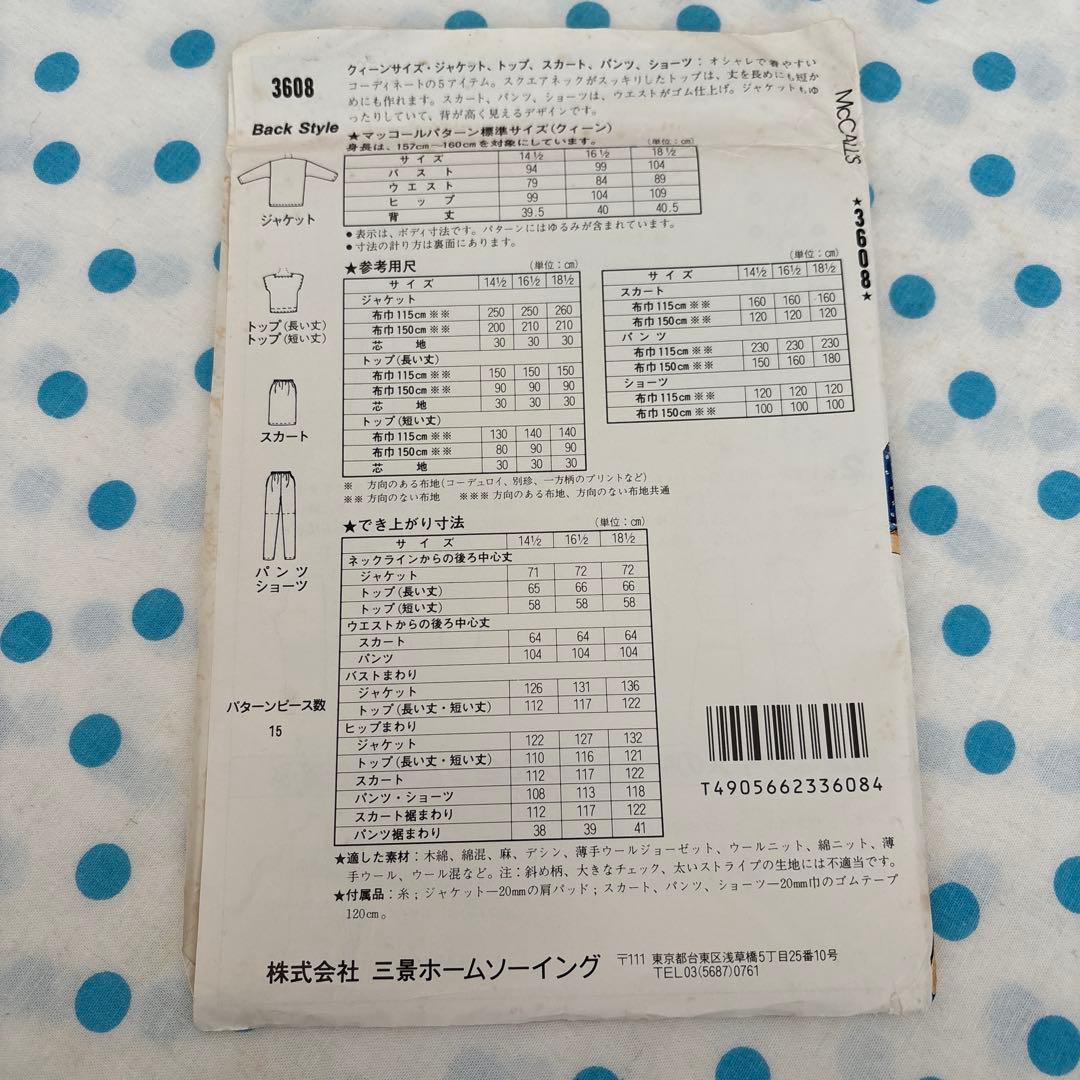 3608
Back Style
クィーンサイズ・ジャケット、トップ、スカート、パンツ、ショーツ：オシャレで着やすい
コーディネートの5アイテム。スクエアネックがスッキリしたトップは、丈を長めにも短か
めにも作れます。スカート、パンツ、ショーツは、ウエストがゴム仕上げ。ジャケットもゆ
ったりしていて、背が高く見えるデザインです。
★マッコールパターン標準サイズ(クィーン)
身長は、157cm～160cmを対象にしています。 (単位：cm)
サイズ 14½ 16½ 18½
バスト 94 99 104
ウエスト 79 84 89
ヒップ 99 104 109
背丈 39.5 40 40.5
●表示は、ボディ寸法です。パターンにはゆるみが含まれています。
●寸法の計り方は裏面にあります。
McCALLS
★3608★
ジャケット
トップ(長い丈)
トップ(短い丈)
スカート
パンツ
ショーツ
パターンピース数
15
★参考用尺 (単位：cm)
サイズ 14½ 16½ 18½
ジャケット
布巾115cm※※ 250 250 260
布巾150cm※※ 200 210 210
芯地 30 30 30
トップ(長い丈)
布巾115cm※※ 150 150 150
布巾150cm※※ 90 90 90
芯地 30 30 30
トップ(短い丈)
布巾115cm※※ 130 140 140
布巾150cm※※ 80 90 90
芯地 30 30 30
(単位：cm)
サイズ 14½ 16½ 18½
スカート
布巾115cm※※ 160 160 160
布巾150cm※※ 120 120 120
パンツ
布巾115cm※※ 230 230 230
布巾150cm※※ 150 160 180
ショーツ
布巾115cm※※ 120 120 120
布巾150cm※※ 100 100 100
※ 方向のある布地(コーデュロイ、別珍、一方柄のプリントなど)
※※方向のない布地 ※※※方向のある布地、方向のない布地共通
★でき上がり寸法 (単位：cm)
サイズ 14½ 16½ 18½
ネックラインからの後ろ中心丈
ジャケット 71 72 72
トップ(長い丈) 65 66 66
トップ(短い丈) 58 58 58
ウエストからの後ろ中心丈
スカート 64 64 64
パンツ 104 104 104
バストまわり
ジャケット 126 131 136
トップ(長い丈・短い丈) 112 117 122
ヒップまわり
ジャケット 122 127 132
トップ(長い丈・短い丈) 110 116 121
スカート 112 117 122
パンツ・ショーツ 108 113 118
スカート裾まわり 112 117 122
パンツ裾まわり 38 39 41
T4905662336084
★適した素材：木綿、綿混、麻、デシン、薄手ウールジョーゼット、ウールニット、綿ニット、薄
手ウール、ウール混など。注：斜め柄、大きなチェック、太いストライプの生地には不適当です。
★付属品：糸；ジャケット―20mmの肩パッド；スカート、パンツ、ショーツ―20mm巾のゴムテープ
120cm。
株式会社 三景ホームソーイング
〒111 東京都台東区浅草橋5丁目25番10号
TEL03(5687)0761